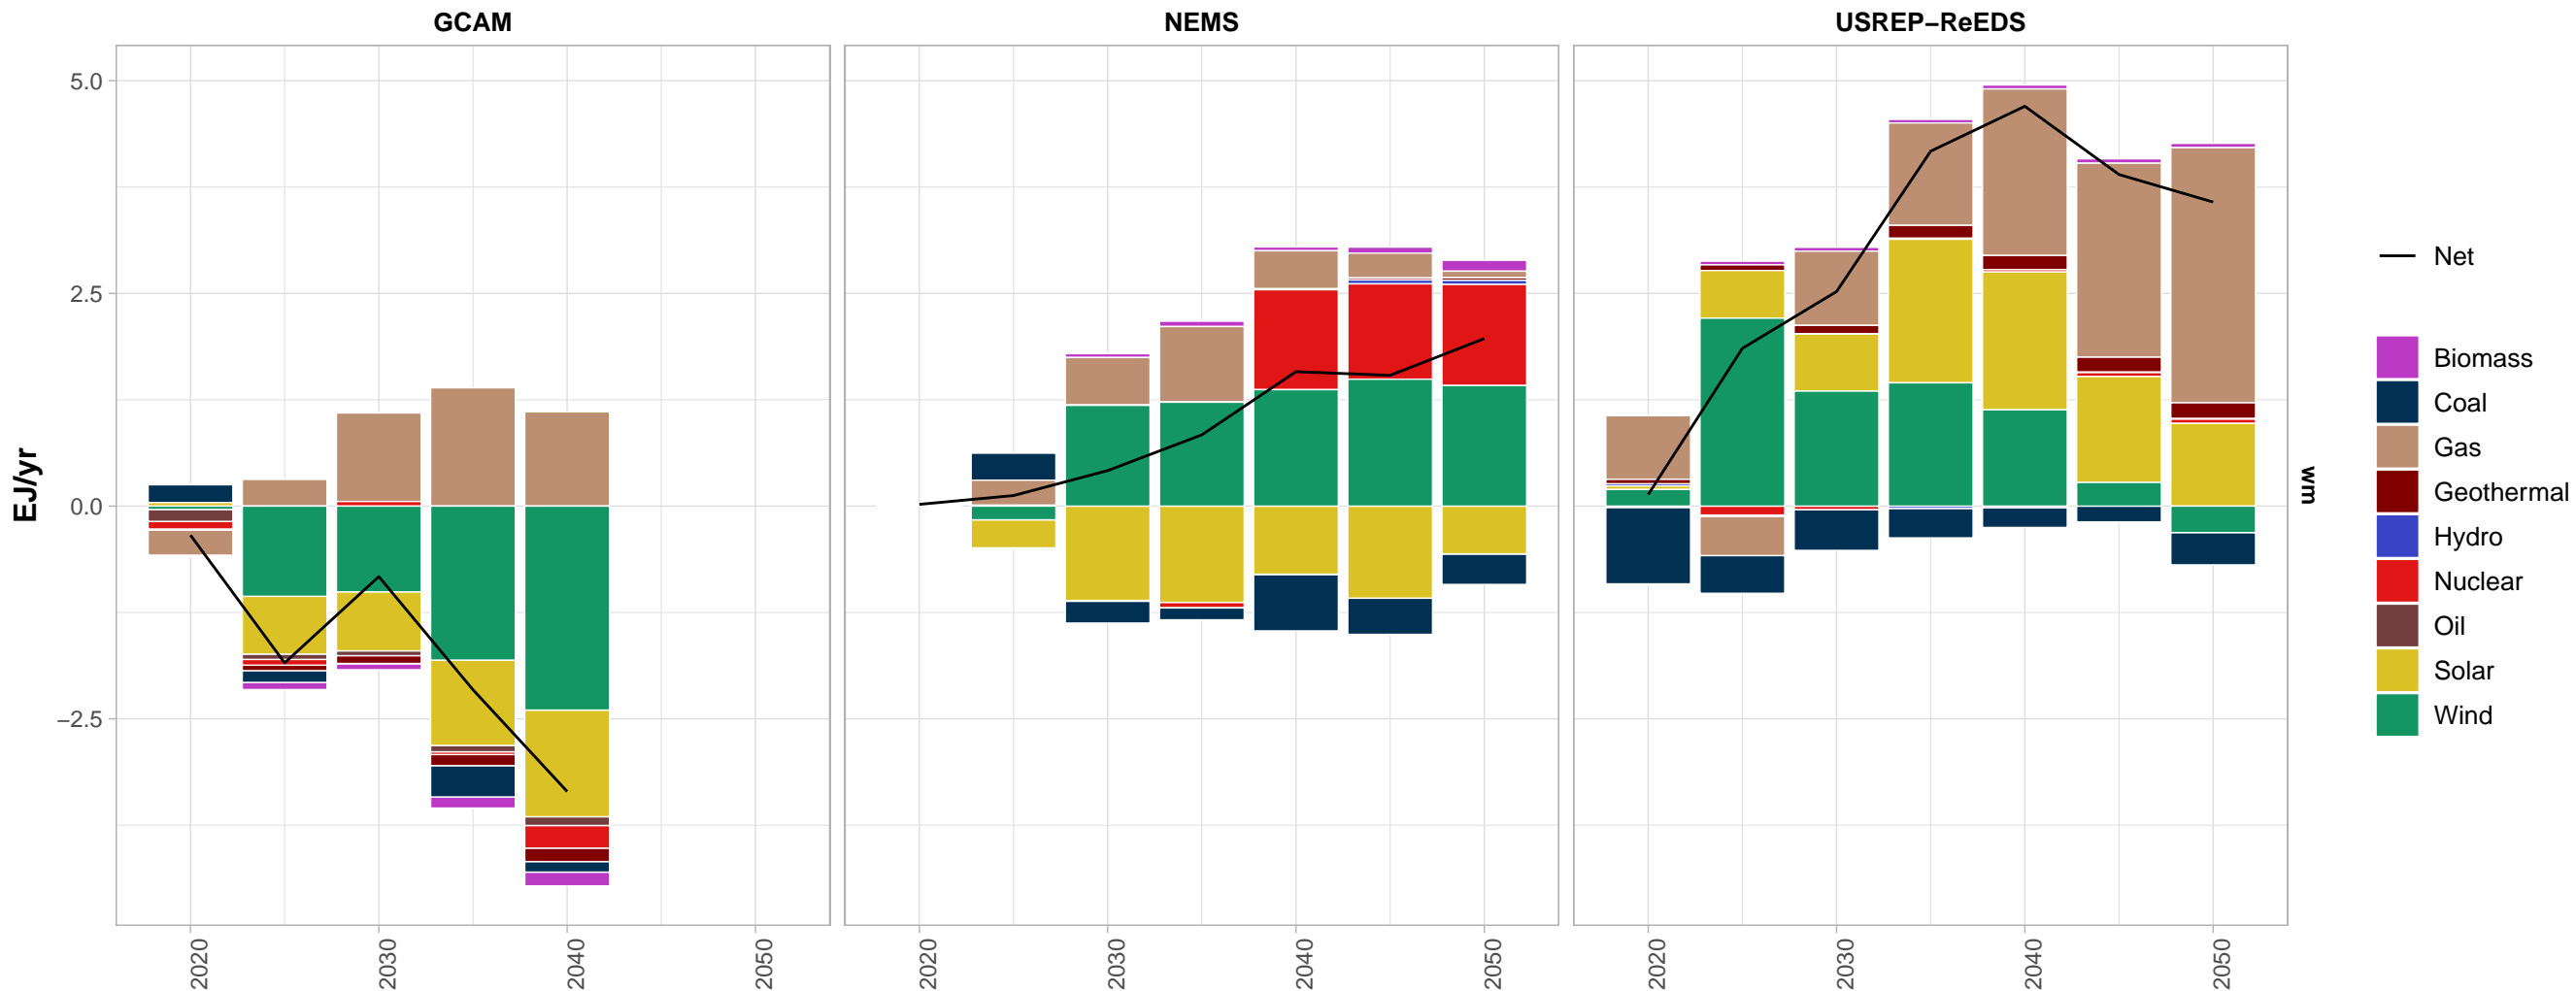 GCAM
NEMS
USREP−ReEDS
EJ/yr
5.0
2.5
0.0
−2.5
2020
2030
2040
2050
2020
2030
2040
2050
2020
2030
2040
2050
wm
Net
Biomass
Coal
Gas
Geothermal
Hydro
Nuclear
Oil
Solar
Wind